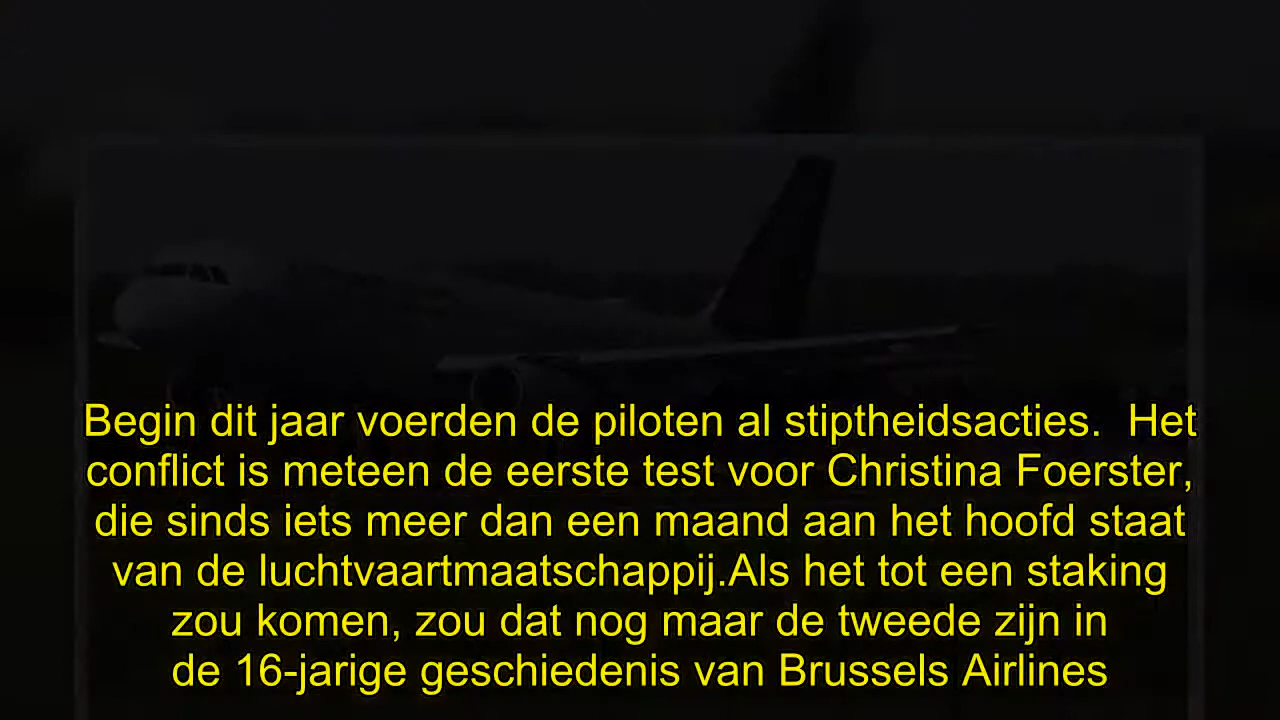 Begin dit jaar voerden de piloten al stiptheidsacties.  Het
conflict is meteen de eerste test voor Christina Foerster,
die sinds iets meer dan een maand aan het hoofd staat
van de luchtvaartmaatschappij.Als het tot een staking
zou komen, zou dat nog maar de tweede zijn in
de 16-jarige geschiedenis van Brussels Airlines